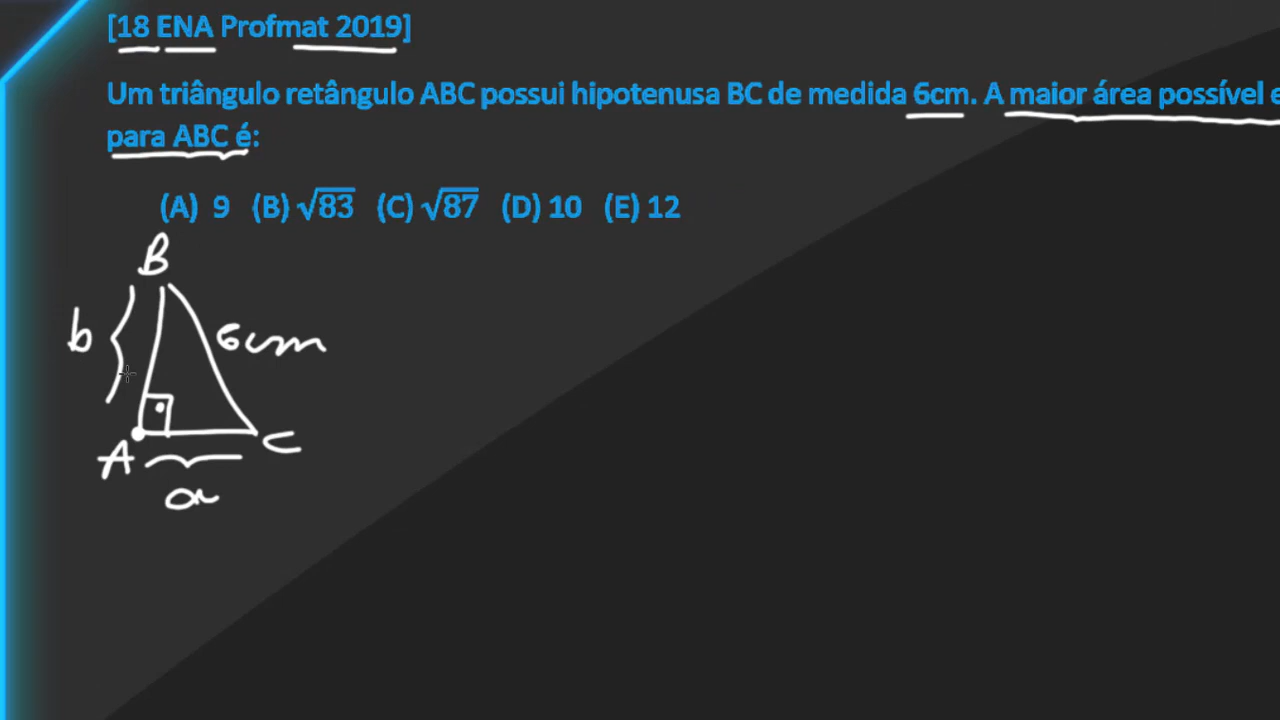 [18 ENA Profmat 2019]
Um triângulo retângulo ABC possui hipotenusa BC de medida 6cm. A maior área possível
para ABC é:
(A) 9 (B) √83 (C) √87 (D) 10 (E) 12
B
b 6cm
A C
a